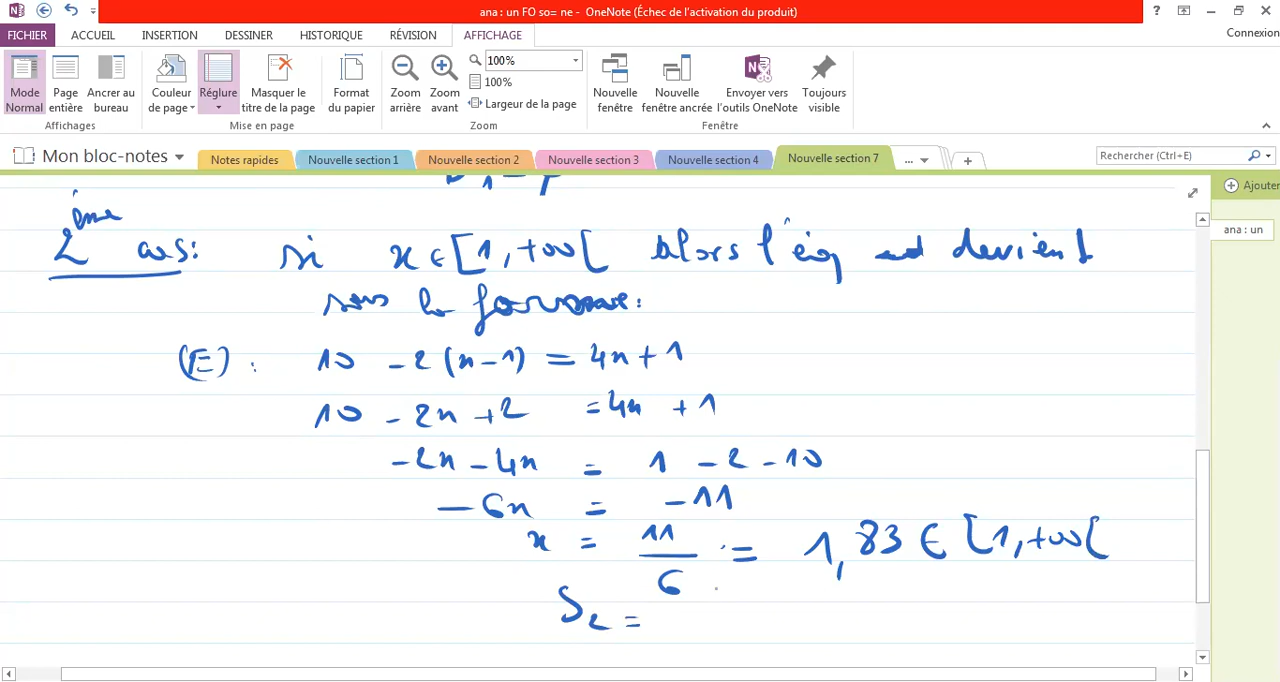 ana : un FO so= ne - OneNote (Échec de l'activation du produit)
?
FICHIER ACCUEIL INSERTION DESSINER HISTORIQUE RÉVISION AFFICHAGE Connexion
Mode Normal
Page entière
Ancrer au bureau
Couleur de page
Réglure
Masquer le titre de la page
Format du papier
Zoom arrière
Zoom avant
100%
100%
Largeur de la page
Nouvelle fenêtre
Nouvelle fenêtre ancrée
Envoyer vers l'outils OneNote
Toujours visible
Affichages Mise en page Zoom Fenêtre
Mon bloc-notes Notes rapides Nouvelle section 1 Nouvelle section 2 Nouvelle section 3 Nouvelle section 4 Nouvelle section 7 ... + Rechercher (Ctrl+E)
Ajouter
ana : un
2ème cas: si x ∈ [1, +∞[ alors l'éq devient
sous la forme:
(E) : 10 - 2(x - 1) = 4x + 1
10 - 2x + 2 = 4x + 1
-2x - 4x = 1 - 2 - 10
-6x = -11
x = 11/6 = 1,83 ∈ [1, +∞[
S2 =